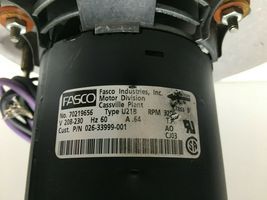 FASCO Fasco Industries, Inc.
Motor Division
Cassville Plant
No. 70219656 Type U21B RPM
V 208-230 Hz 60 A .64
Cust. P/N 026-33999-001 AO
CJ03